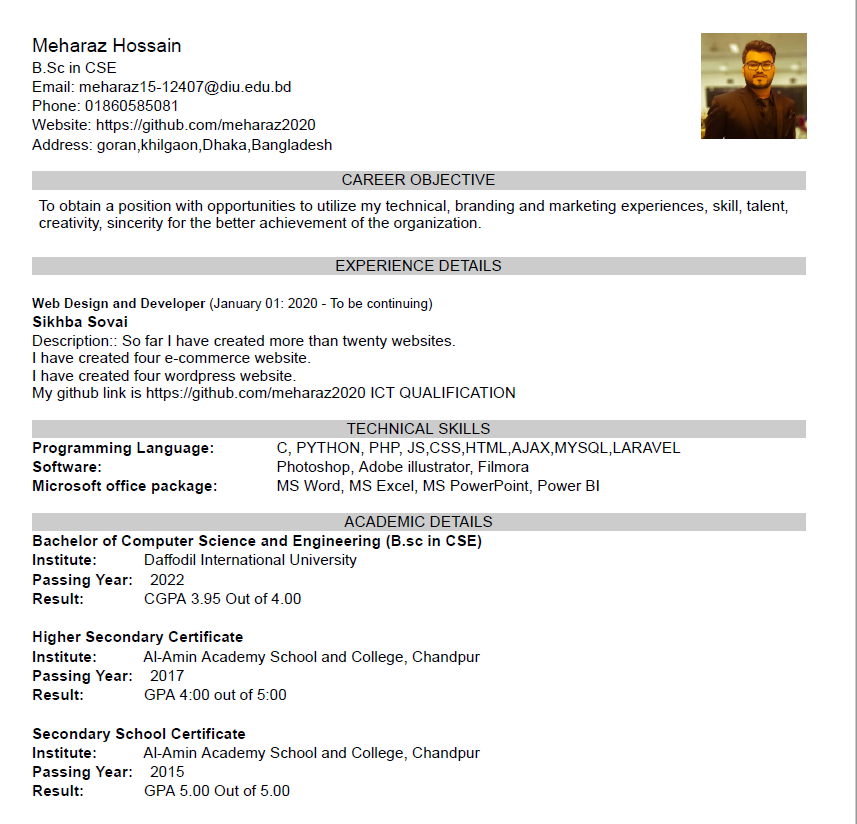 Meharaz Hossain
B.Sc in CSE
Email: meharaz15-12407@diu.edu.bd
Phone: 01860585081
Website: https://github.com/meharaz2020
Address: goran,khilgaon,Dhaka,Bangladesh
CAREER OBJECTIVE
To obtain a position with opportunities to utilize my technical, branding and marketing experiences, skill, talent,
creativity, sincerity for the better achievement of the organization.
EXPERIENCE DETAILS
Web Design and Developer (January 01: 2020 - To be continuing)
Sikhba Sovai
Description:: So far I have created more than twenty websites.
I have created four e-commerce website.
I have created four wordpress website.
My github link is https://github.com/meharaz2020 ICT QUALIFICATION
TECHNICAL SKILLS
Programming Language: C, PYTHON, PHP, JS,CSS,HTML,AJAX,MYSQL,LARAVEL
Software: Photoshop, Adobe illustrator, Filmora
Microsoft office package: MS Word, MS Excel, MS PowerPoint, Power BI
ACADEMIC DETAILS
Bachelor of Computer Science and Engineering (B.sc in CSE)
Institute: Daffodil International University
Passing Year: 2022
Result: CGPA 3.95 Out of 4.00
Higher Secondary Certificate
Institute: Al-Amin Academy School and College, Chandpur
Passing Year: 2017
Result: GPA 4:00 out of 5:00
Secondary School Certificate
Institute: Al-Amin Academy School and College, Chandpur
Passing Year: 2015
Result: GPA 5.00 Out of 5.00